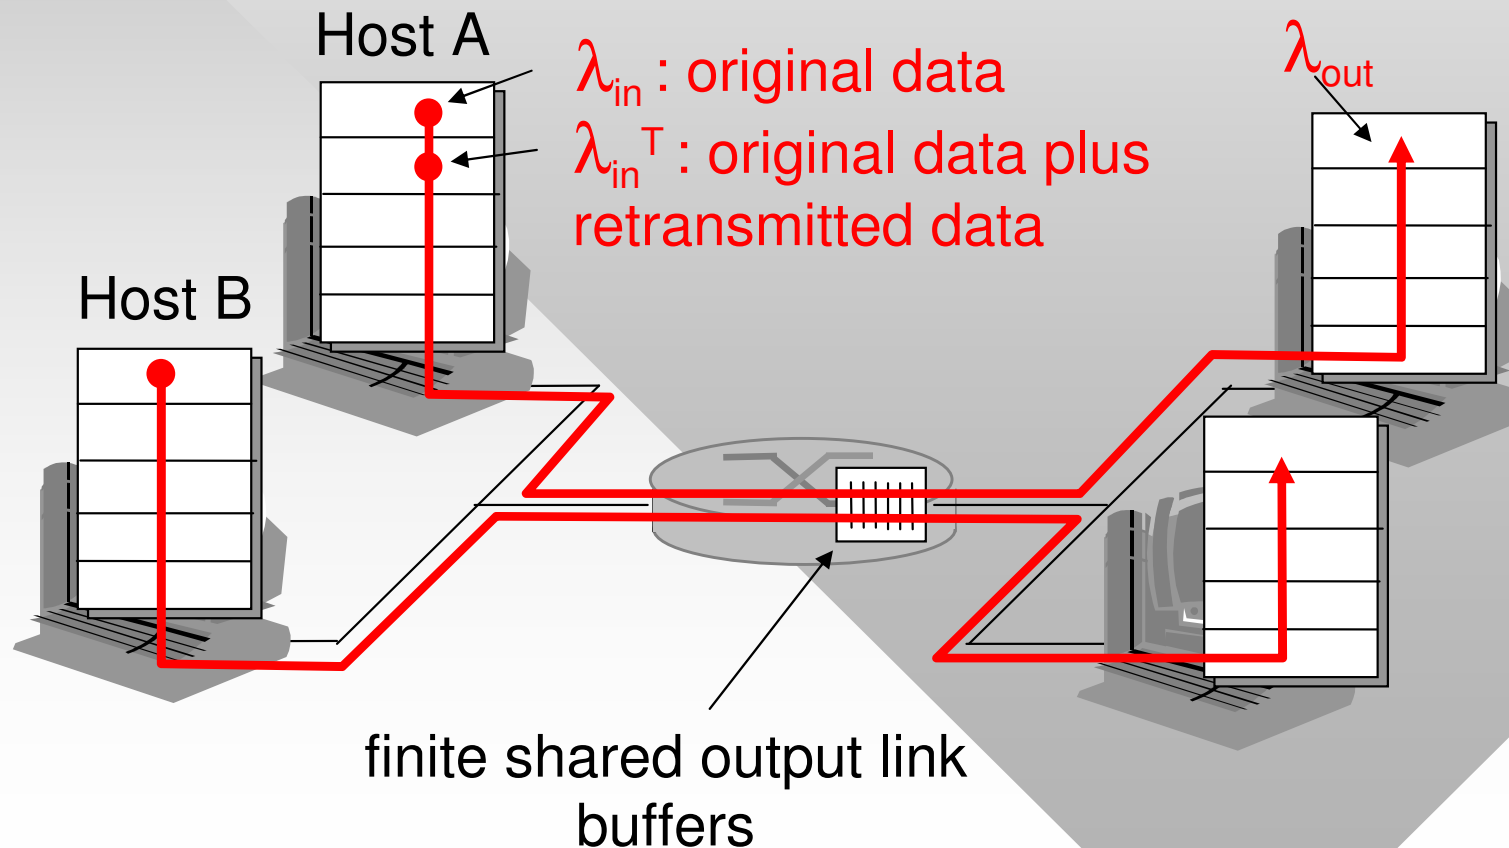 Host A
λin : original data
λinT : original data plus
retransmitted data
λout
Host B
finite shared output link
buffers